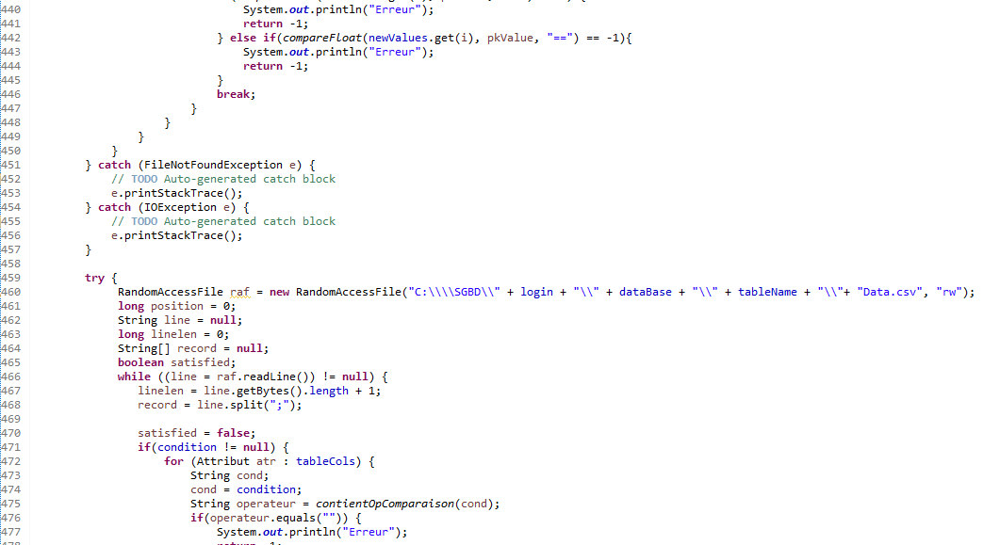 440 System.out.println("Erreur");
441 return -1;
442 } else if(compareFloat(newValues.get(i), pkValue, "==") == -1){
443 System.out.println("Erreur");
444 return -1;
445 }
446 break;
447 }
448 }
449 }
450 }
451 } catch (FileNotFoundException e) {
452 // TODO Auto-generated catch block
453 e.printStackTrace();
454 } catch (IOException e) {
455 // TODO Auto-generated catch block
456 e.printStackTrace();
457 }
458
459 try {
460 RandomAccessFile raf = new RandomAccessFile("C:\\\\SGBD\\" + login + "\\" + dataBase + "\\" + tableName + "\\"+ "Data.csv", "rw");
461 long position = 0;
462 String line = null;
463 long linelen = 0;
464 String[] record = null;
465 boolean satisfied;
466 while ((line = raf.readLine()) != null) {
467 linelen = line.getBytes().length + 1;
468 record = line.split(";");
469
470 satisfied = false;
471 if(condition != null) {
472 for (Attribut atr : tableCols) {
473 String cond;
474 cond = condition;
475 String operateur = contientOpComparaison(cond);
476 if(operateur.equals("")) {
477 System.out.println("Erreur");